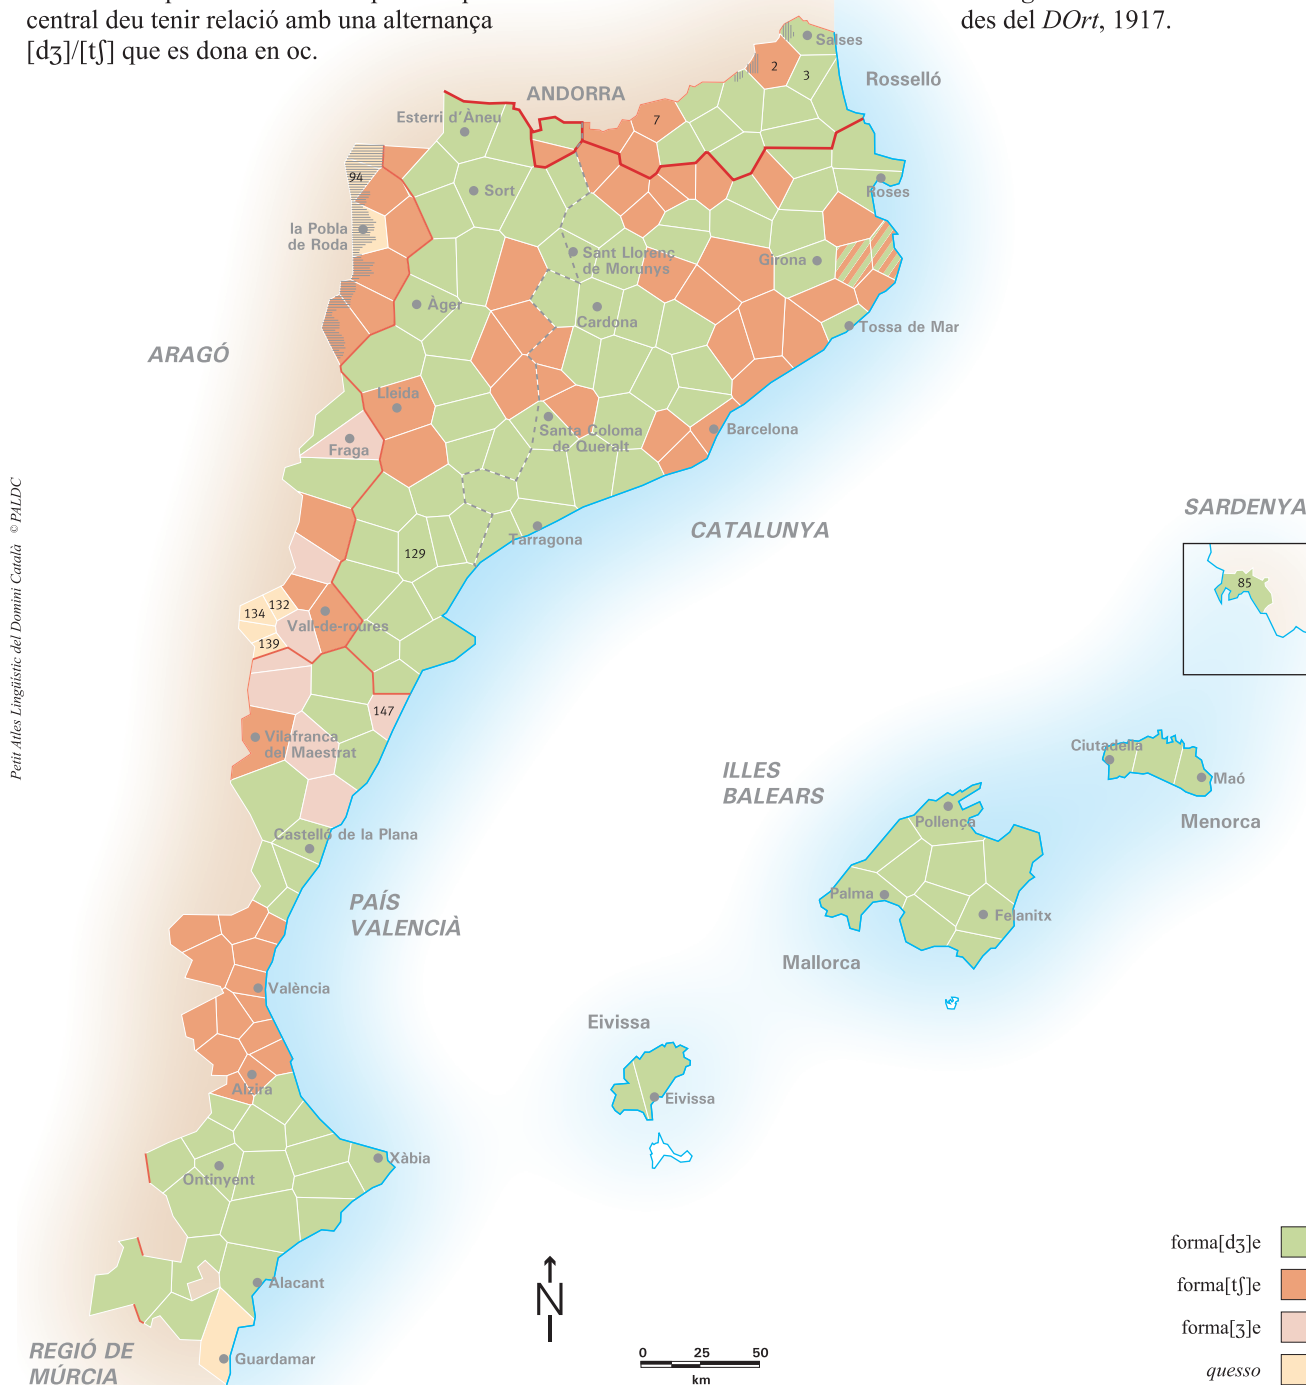 central deu tenir relació amb una alternança
[dʒ]/[tʃ] que es dona en oc.
des del DOrt, 1917.
Salses
2
3
Rosselló
ANDORRA
7
Esterri d'Àneu
94
Sort
Roses
la Pobla
de Roda
Sant Llorenç
de Morunys
Girona
Àger
Cardona
Tossa de Mar
ARAGÓ
Lleida
Santa Coloma
de Queralt
Barcelona
Fraga
Petit Atles Lingüístic del Domini Català © PALDC
SARDENYA
CATALUNYA
Tarragona
129
85
132
134
Vall-de-roures
139
147
Vilafranca
del Maestrat
Ciutadella
Maó
ILLES
BALEARS
Pollença
Menorca
Castelló de la Plana
Palma
Felanitx
PAÍS
VALENCIÀ
Mallorca
València
Eivissa
Alzira
Eivissa
Xàbia
Ontinyent
forma[dʒ]e
Alacant
forma[tʃ]e
N
forma[ʒ]e
REGIÓ DE
MÚRCIA
Guardamar
0 25 50
km
quesso